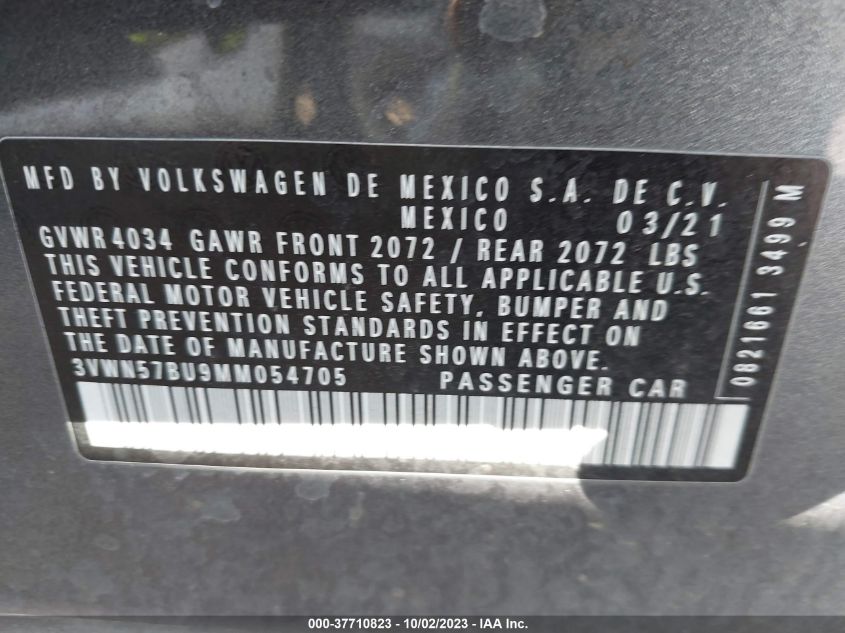 MFD BY VOLKSWAGEN DE MEXICO S.A. DE C.V.
MEXICO 03/21
GVWR 4034 GAWR FRONT 2072 / REAR 2072 LBS
THIS VEHICLE CONFORMS TO ALL APPLICABLE U.S.
FEDERAL MOTOR VEHICLE SAFETY, BUMPER AND
THEFT PREVENTION STANDARDS IN EFFECT ON
THE DATE OF MANUFACTURE SHOWN ABOVE.
3VWN57BU9MM054705 PASSENGER CAR
0821661 3499 M
000-37710823 - 10/02/2023 - IAA Inc.